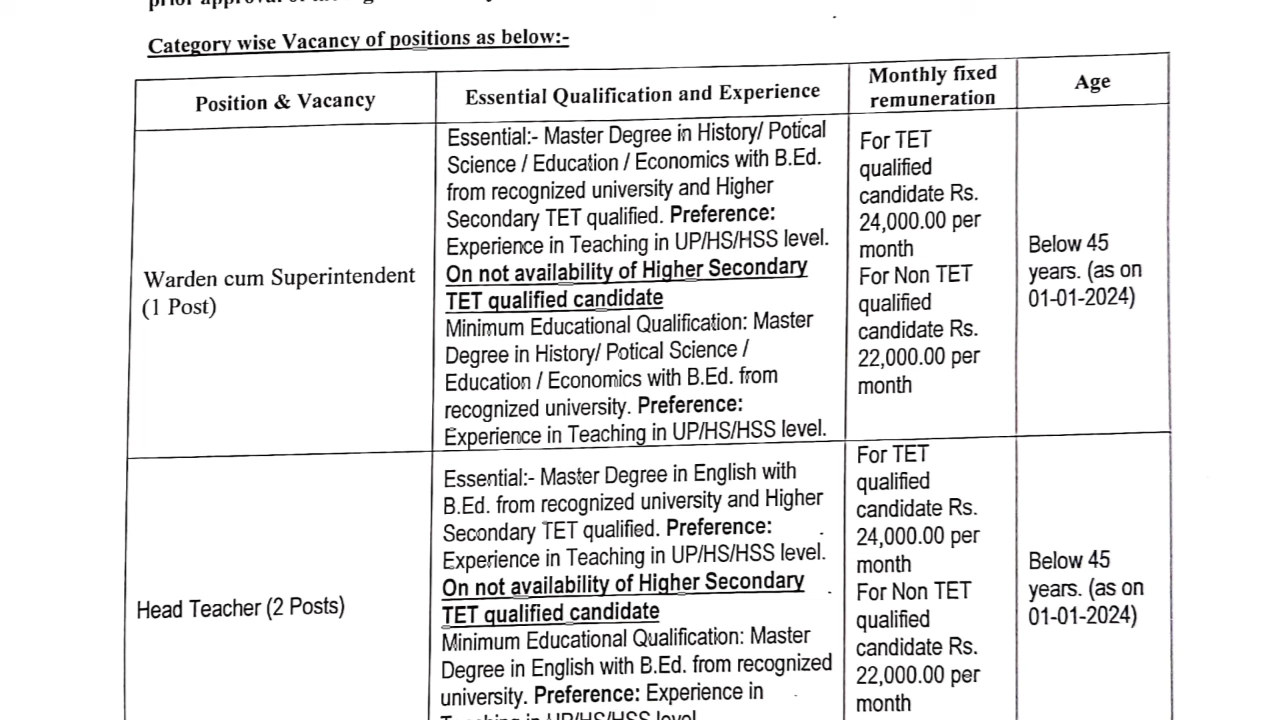 prior approval of
Category wise Vacancy of positions as below:-
Position & Vacancy
Essential Qualification and Experience
Monthly fixed
remuneration
Age
Warden cum Superintendent
(1 Post)
Essential:- Master Degree in History/ Potical
Science / Education / Economics with B.Ed.
from recognized university and Higher
Secondary TET qualified. Preference:
Experience in Teaching in UP/HS/HSS level.
On not availability of Higher Secondary
TET qualified candidate
Minimum Educational Qualification: Master
Degree in History/ Potical Science /
Education / Economics with B.Ed. from
recognized university. Preference:
Experience in Teaching in UP/HS/HSS level.
For TET
qualified
candidate Rs.
24,000.00 per
month
For Non TET
qualified
candidate Rs.
22,000.00 per
month
Below 45
years. (as on
01-01-2024)
Head Teacher (2 Posts)
Essential:- Master Degree in English with
B.Ed. from recognized university and Higher
Secondary TET qualified. Preference:
Experience in Teaching in UP/HS/HSS level.
On not availability of Higher Secondary
TET qualified candidate
Minimum Educational Qualification: Master
Degree in English with B.Ed. from recognized
university. Preference: Experience in
Teaching in UP/HS/HSS level
For TET
qualified
candidate Rs.
24,000.00 per
month
For Non TET
qualified
candidate Rs.
22,000.00 per
month
Below 45
years. (as on
01-01-2024)